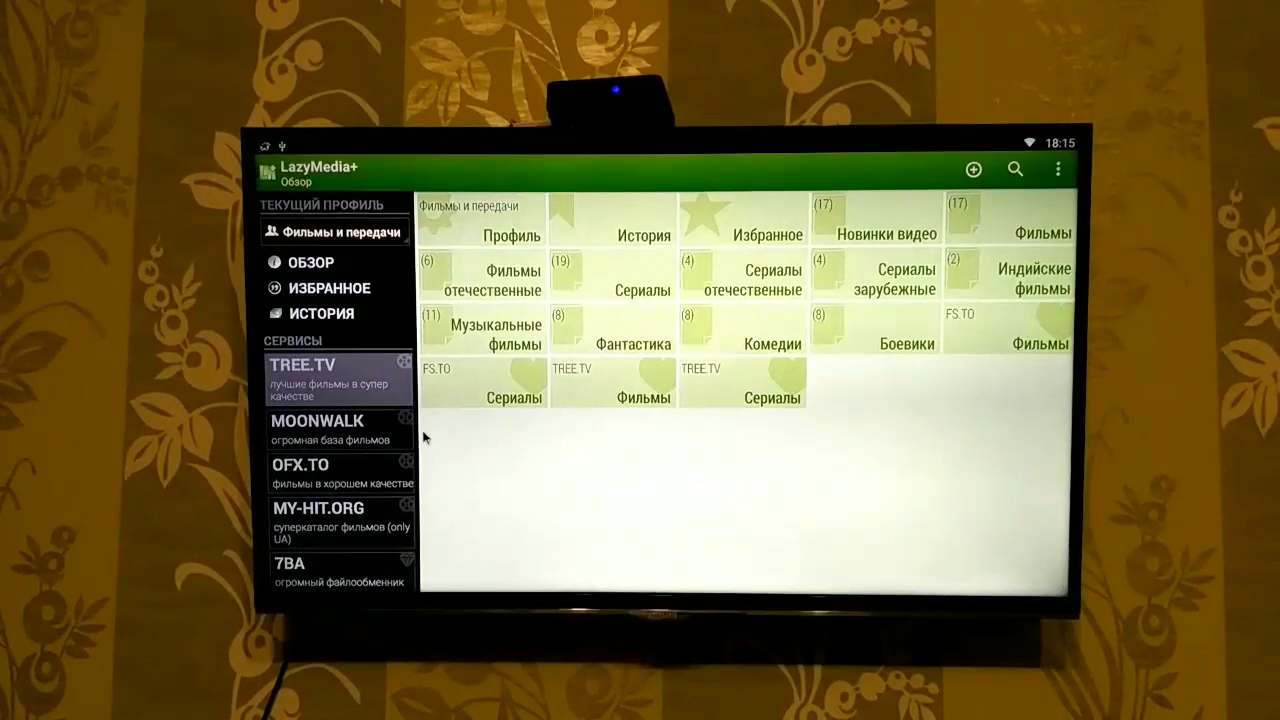 18:15
LazyMedia+
Обзор
ТЕКУЩИЙ ПРОФИЛЬ
Фильмы и передачи
ОБЗОР
ИЗБРАННОЕ
ИСТОРИЯ
СЕРВИСЫ
TREE.TV
лучшие фильмы в супер
качестве
MOONWALK
огромная база фильмов
OFX.TO
фильмы в хорошем качестве
MY-HIT.ORG
суперкаталог фильмов (only
UA)
7BA
огромный файлообменник
Фильмы и передачи
Профиль
История
Избранное
(17)
Новинки видео
(17)
Фильмы
(6)
Фильмы
отечественные
(19)
Сериалы
(4)
Сериалы
отечественные
(4)
Сериалы
зарубежные
(2)
Индийские
фильмы
(11)
Музыкальные
фильмы
(8)
Фантастика
(8)
Комедии
(8)
Боевики
FS.TO
Фильмы
FS.TO
Сериалы
TREE.TV
Фильмы
TREE.TV
Сериалы